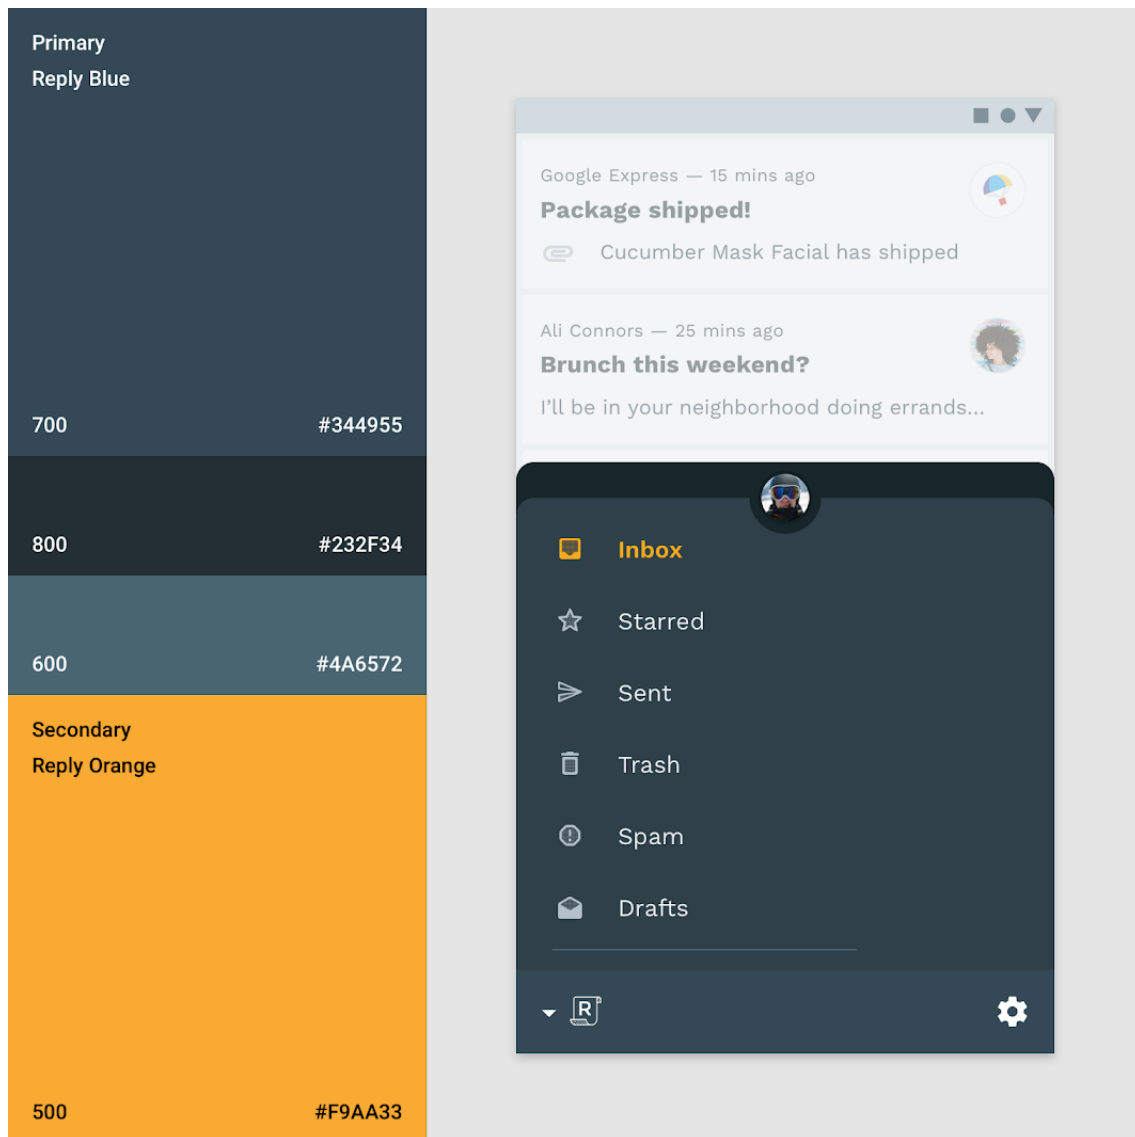 Primary
Reply Blue
700 #344955
800 #232F34
600 #4A6572
Secondary
Reply Orange
500 #F9AA33
Google Express — 15 mins ago
Package shipped!
Cucumber Mask Facial has shipped
Ali Connors — 25 mins ago
Brunch this weekend?
I’ll be in your neighborhood doing errands...
Inbox
Starred
Sent
Trash
Spam
Drafts
R